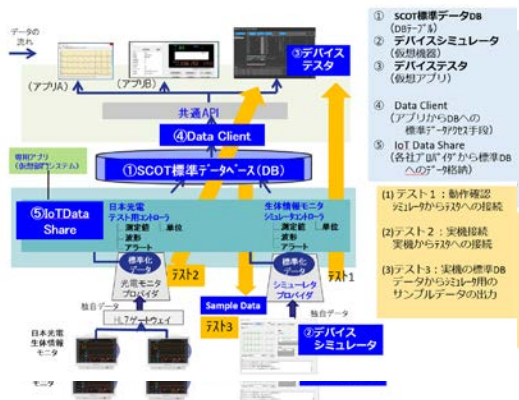 データの
流れ
③デバイス
テスタ
(アプリA)
(アプリB)
共通API
④Data Client
①SCOT標準データベース(DB)
専用アプリ
⑤IoTData
Share
日本光電
テスト用コントローラ
測定値
単位
波形
アラート
生体情報モニタ
シミュレータコントローラ
測定値
単位
波形
アラート
標準化
データ
光電モニタ
プロバイダ
標準化
データ
シミュレータ
プロバイダ
テスト2
テスト1
独自データ
独自データ
HL7ゲートウェイ
Sample Data
テスト3
日本光電
生体情報
モニタ
②デバイス
シミュレータ
① SCOT標準データDB
(DBテーブル)
② デバイスシミュレータ
(仮想機器)
③ デバイステスタ
(仮想アプリ)
④ Data Client
(アプリからDBへの
標準データアクセス手段)
⑤ IoT Data Share
(各社プロバイダから標準DB
へのデータ格納)
(1) テスト1：動作確認
シミュレータからテスタへの接続
(2)テスト2：実機接続
実機からテスタへの接続
(3)テスト3：実機の標準DB
データからシミュレータ用の
サンプルデータの出力